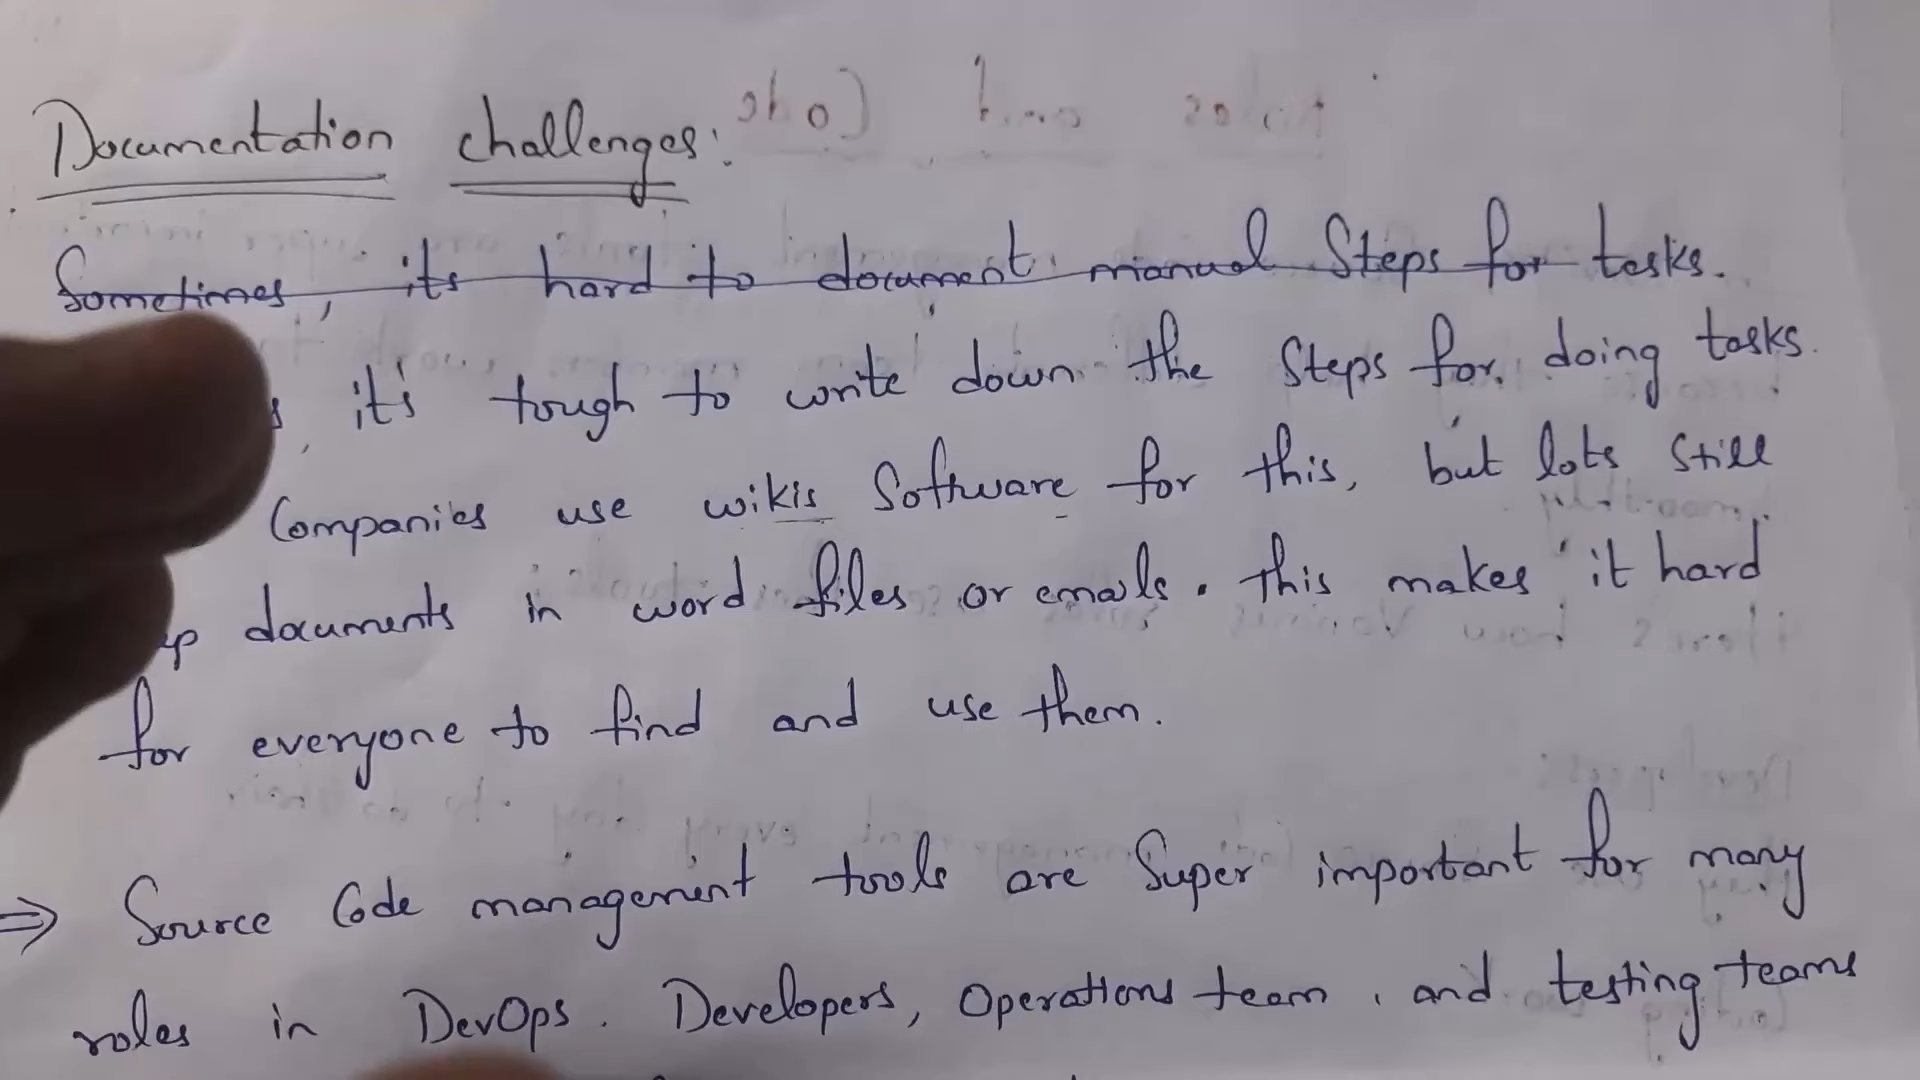 Documentation challenges:
Sometimes, its hard to document manual Steps for tasks.
it's tough to write down the steps for doing tasks.
Companies use wikis Software for this, but lots still
documents in word files or emails. this makes it hard
for everyone to find and use them.
⇒ Source Code management tools are Super important for many
roles in DevOps. Developers, Operations team, and testing teams